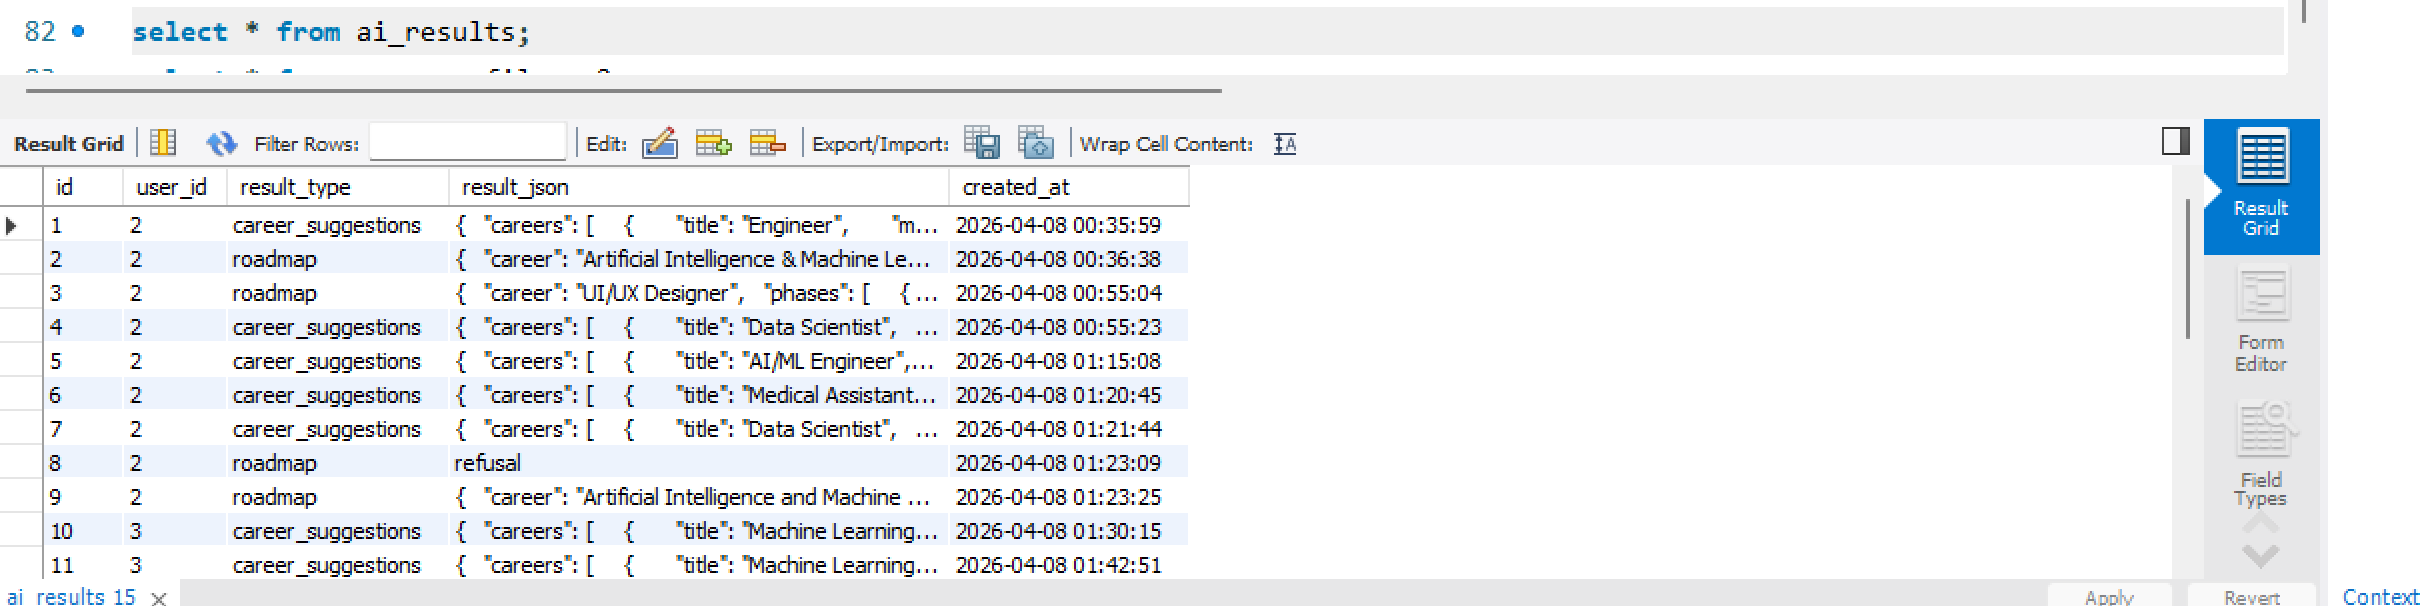 82 select * from ai_results;
Result Grid Filter Rows: Edit: Export/Import: Wrap Cell Content:
id user_id result_type result_json created_at
1 2 career_suggestions { "careers": [ { "title": "Engineer", "m... 2026-04-08 00:35:59
2 2 roadmap { "career": "Artificial Intelligence & Machine Le... 2026-04-08 00:36:38
3 2 roadmap { "career": "UI/UX Designer", "phases": [ {... 2026-04-08 00:55:04
4 2 career_suggestions { "careers": [ { "title": "Data Scientist", ... 2026-04-08 00:55:23
5 2 career_suggestions { "careers": [ { "title": "AI/ML Engineer",... 2026-04-08 01:15:08
6 2 career_suggestions { "careers": [ { "title": "Medical Assistant... 2026-04-08 01:20:45
7 2 career_suggestions { "careers": [ { "title": "Data Scientist", ... 2026-04-08 01:21:44
8 2 roadmap refusal 2026-04-08 01:23:09
9 2 roadmap { "career": "Artificial Intelligence and Machine ... 2026-04-08 01:23:25
10 3 career_suggestions { "careers": [ { "title": "Machine Learning... 2026-04-08 01:30:15
11 3 career_suggestions { "careers": [ { "title": "Machine Learning... 2026-04-08 01:42:51
Result
Grid
Form
Editor
Field
Types
ai_results 15 Apply Revert Context